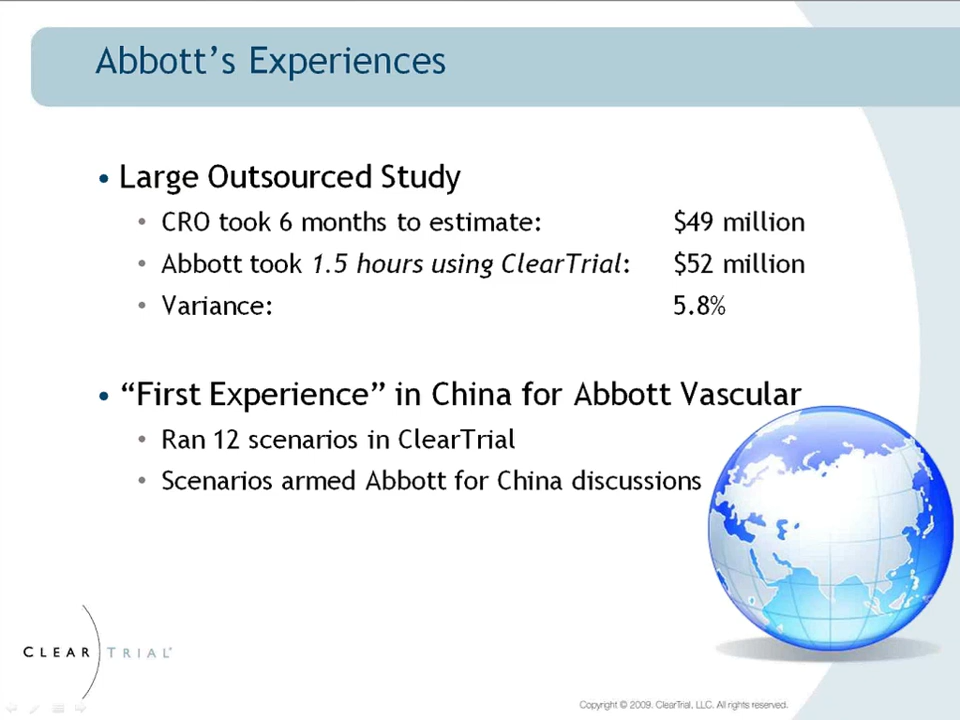 Abbott’s Experiences
• Large Outsourced Study
• CRO took 6 months to estimate: $49 million
• Abbott took 1.5 hours using ClearTrial: $52 million
• Variance: 5.8%
• “First Experience” in China for Abbott Vascular
• Ran 12 scenarios in ClearTrial
• Scenarios armed Abbott for China discussions
CLEAR TRIAL
Copyright © 2009. ClearTrial, LLC. All rights reserved.